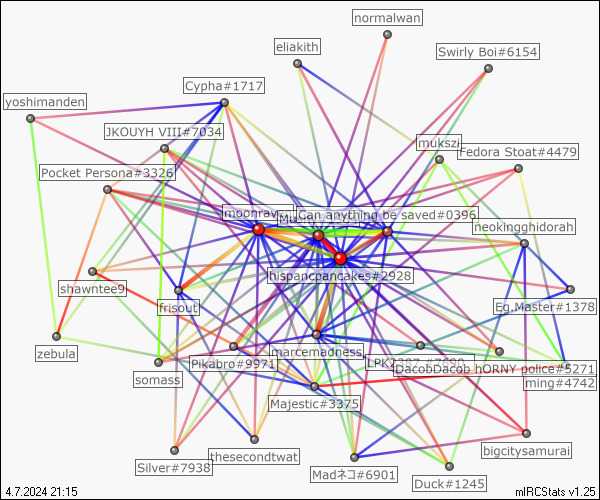 normalwan
eliakith
Swirly Boi#6154
Cypha#1717
yoshimanden
JKOUYH VIII#7034
mukszi
Fedora Stoat#4479
Pocket Persona#3326
moonrav
Can anything be saved#0396
neokingghidorah
hispancpancakes#2928
shawntee9
frisout
Eg.Master#1378
zebula
marcemadness
Pikabro#9971
somass
DacobDacob hORNY police#5271
ming#4742
Majestic#3375
bigcitysamurai
thesecondtwat
Silver#7938
Madネコ#6901
Duck#1245
4.7.2024 21:15
mIRCStats v1.25